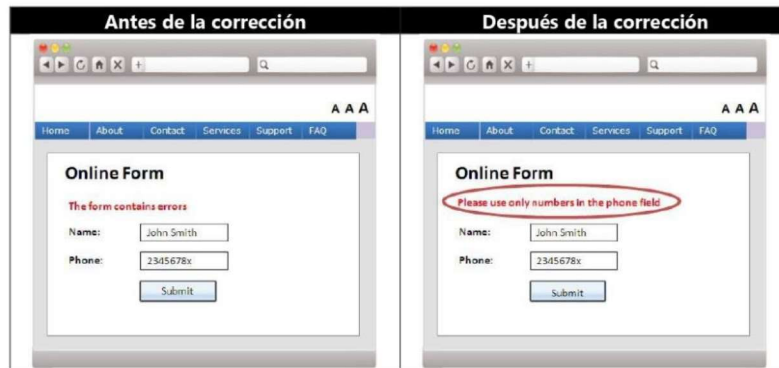 Antes de la corrección
Después de la corrección
A A A
Home About Contact Services Support FAQ
Online Form
The form contains errors
Name: John Smith
Phone: 2345678x
Submit
A A A
Home About Contact Services Support FAQ
Online Form
Please use only numbers in the phone field
Name: John Smith
Phone: 2345678x
Submit